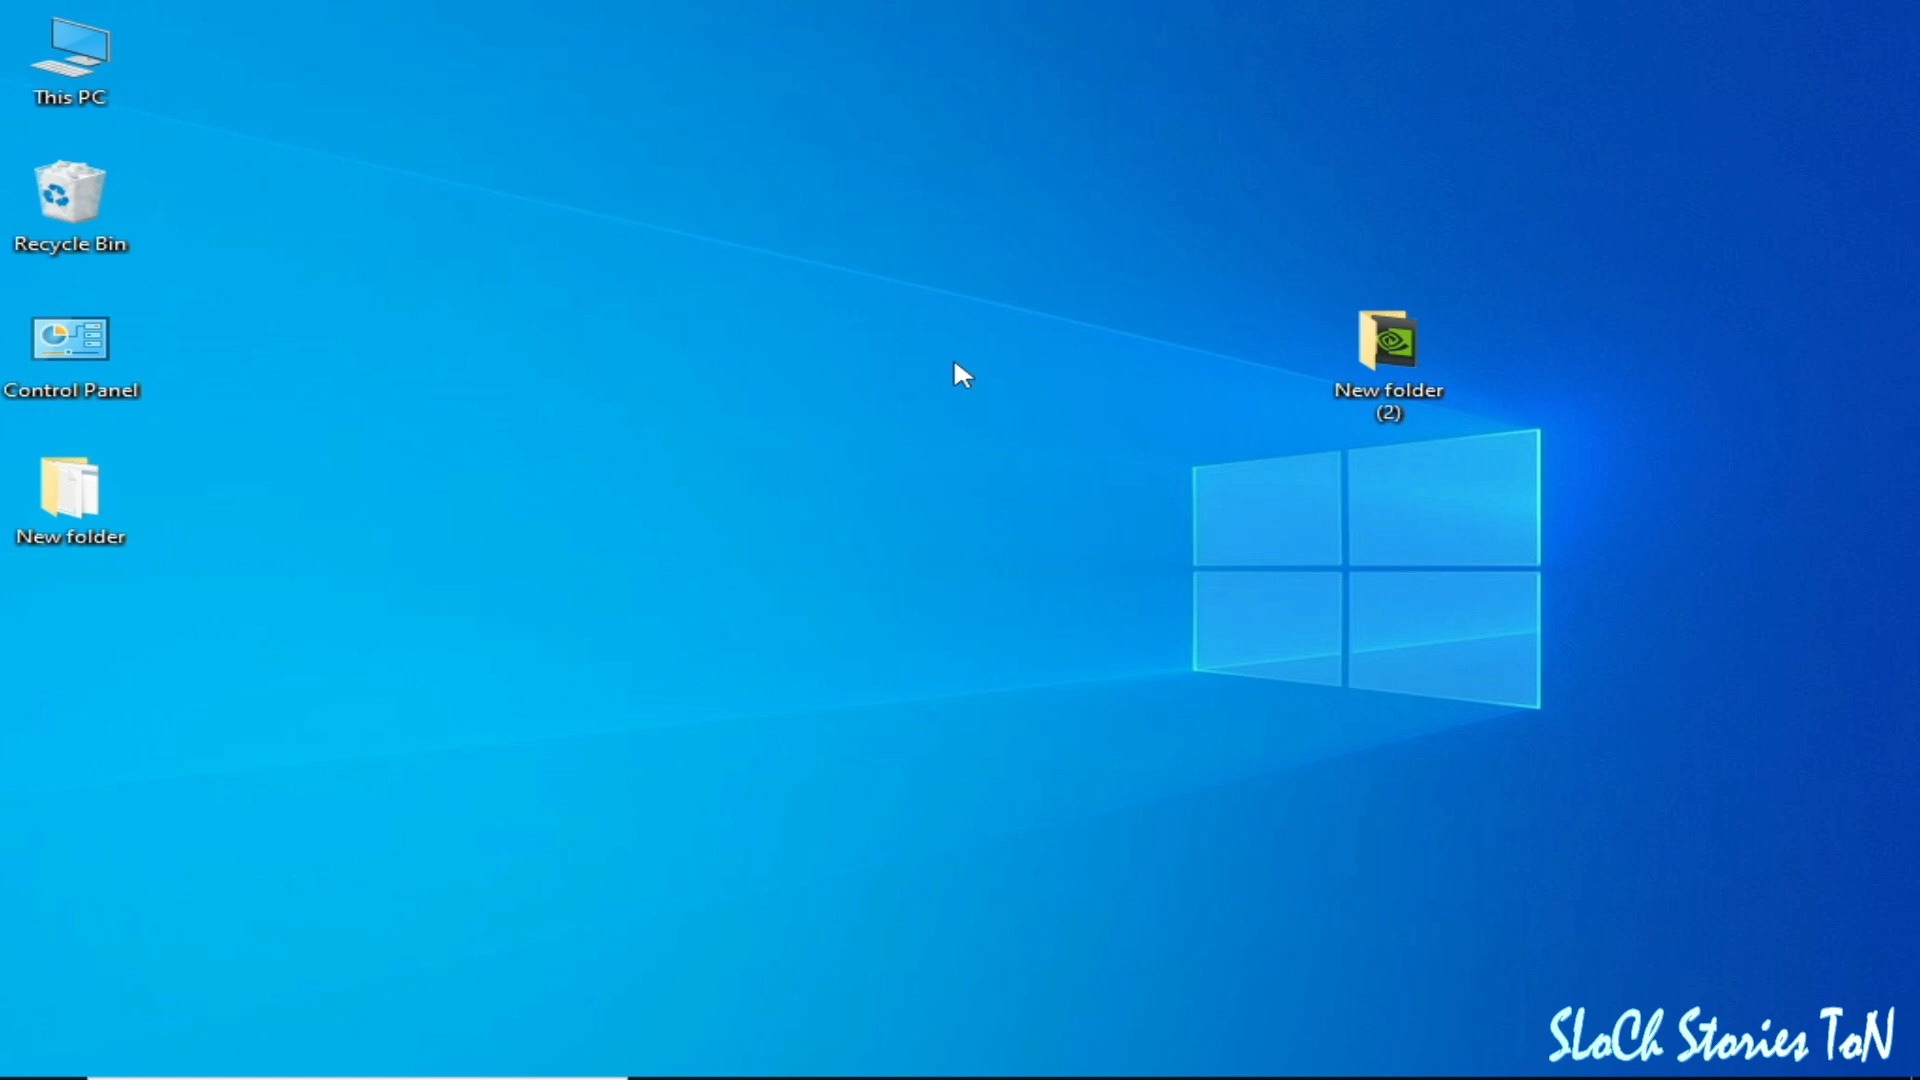 This PC
Recycle Bin
Control Panel
New folder
New folder
(2)
SLoCh Stories ToN